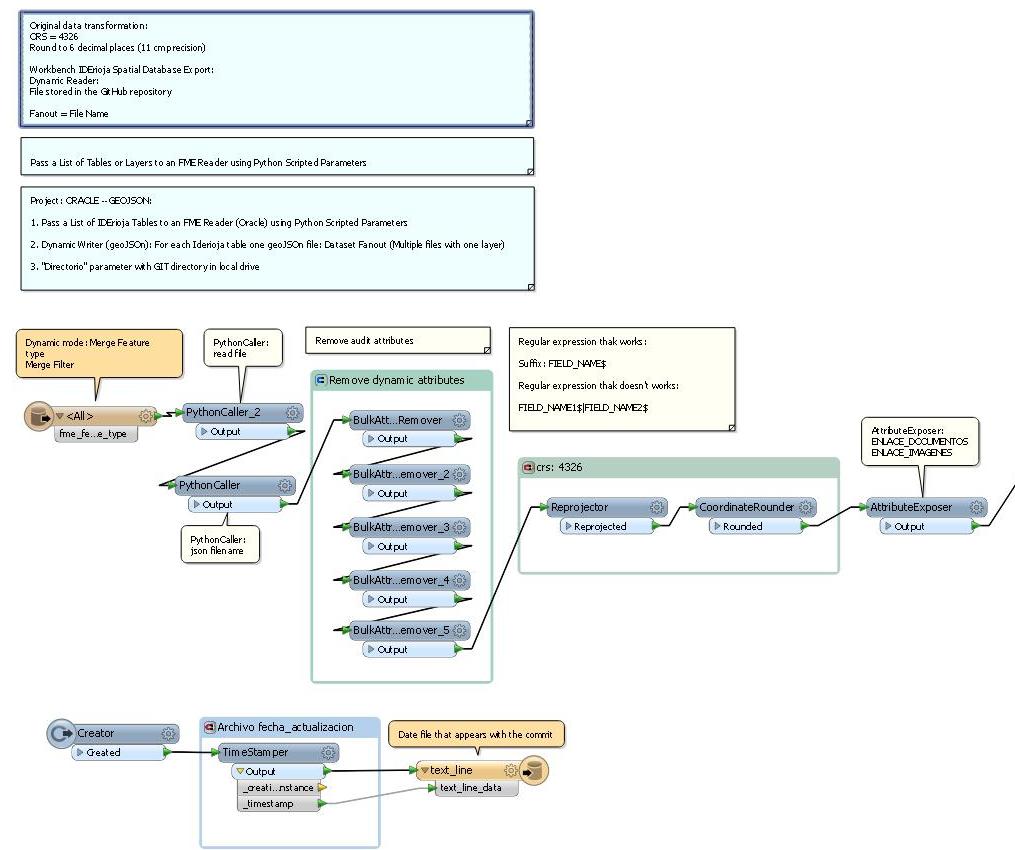 Original data transformation:
CRS = 4326
Round to 6 decimal places (11 cm precision)
Workbench IDErioja Spatial Database Export:
Dynamic Reader:
File stored in the GitHub repository
Fanout = File Name
Pass a List of Tables or Layers to an FME Reader using Python Scripted Parameters
Project: CRACLE -- GEOJSON:
1. Pass a List of IDErioja Tables to an FME Reader (Oracle) using Python Scripted Parameters
2. Dynamic Writer (geoJSOn): For each Iderioja table one geoJSOn file: Dataset Fanout (Multiple files with one layer)
3. "Directorio" parameter with GIT directory in local drive
Dynamic mode: Merge Feature
type
Merge Filter
PythonCaller:
read file
Remove audit attributes
Regular expression thak works:
Suffix: FIELD_NAME$
Regular expression thak doesn't works:
FIELD_NAME1$|FIELD_NAME2$
<All>
fme_fe...e_type
PythonCaller_2
Output
PythonCaller
Output
PythonCaller:
json filename
Remove dynamic attributes
BulkAtt...Remover
Output
BulkAttr...emover_2
Output
BulkAttr...emover_3
Output
BulkAttr...emover_4
Output
BulkAttr...emover_5
Output
crs: 4326
Reprojector
Reprojected
CoordinateRounder
Rounded
AttributeExposer:
ENLACE_DOCUMENTOS
ENLACE_IMAGENES
AttributeExposer
Output
Creator
Created
Archivo fecha_actualizacion
TimeStamper
Output
_creati...nstance
_timestamp
Date file that appears with the commit
text_line
text_line_data